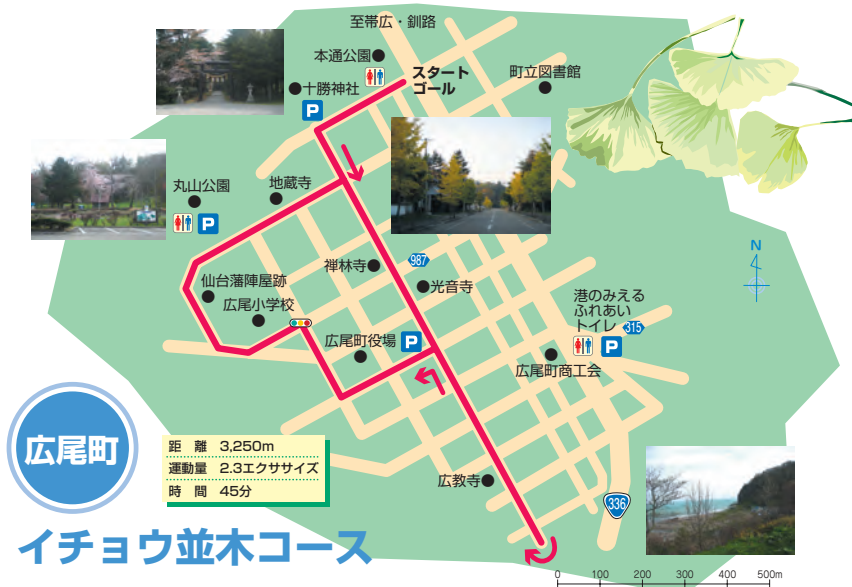 至帯広・釧路
本通公園
スタート
ゴール
町立図書館
十勝神社
P
丸山公園
P
地蔵寺
禅林寺
987
光音寺
仙台藩陣屋跡
広尾小学校
広尾町役場
P
港のみえる
ふれあい
トイレ
315
P
広尾町商工会
N
広尾町
距 離 3,250m
運動量 2.3エクササイズ
時 間 45分
広教寺
336
イチョウ並木コース
0 100 200 300 400 500m